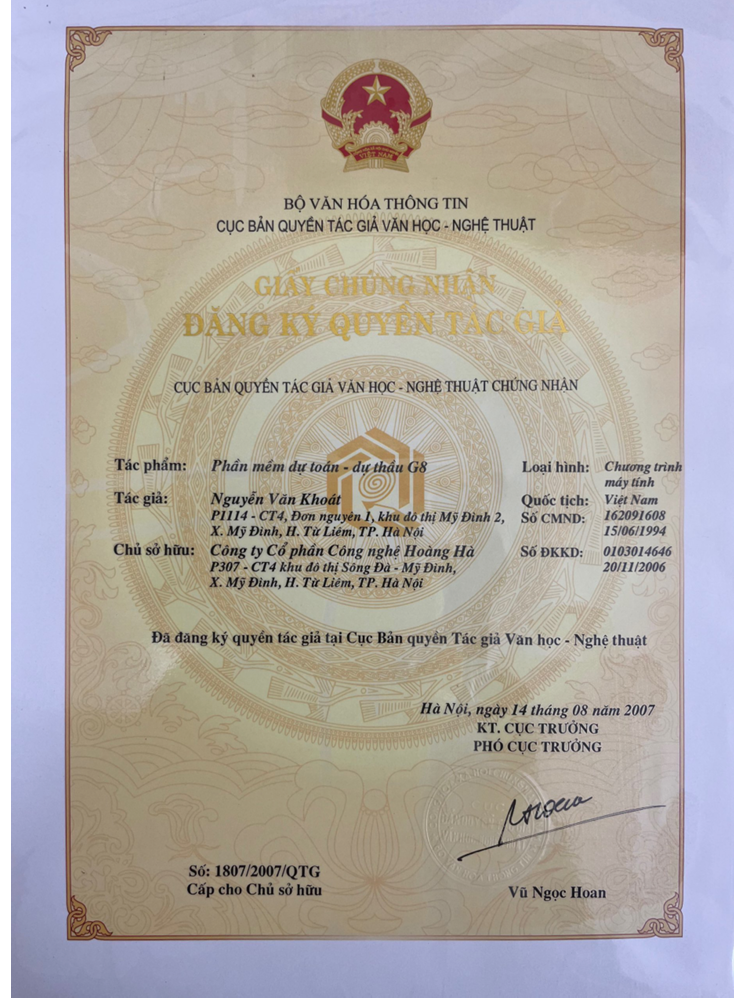 VIỆT NAM
BỘ VĂN HÓA THÔNG TIN
CỤC BẢN QUYỀN TÁC GIẢ VĂN HỌC - NGHỆ THUẬT
GIẤY CHỨNG NHẬN
ĐĂNG KÝ QUYỀN TÁC GIẢ
CỤC BẢN QUYỀN TÁC GIẢ VĂN HỌC - NGHỆ THUẬT CHỨNG NHẬN
Tác phẩm: Phần mềm dự toán - dự thầu G8 Loại hình: Chương trình
máy tính
Tác giả: Nguyễn Văn Khoát Quốc tịch: Việt Nam
P1114 - CT4, Đơn nguyên 1, khu đô thị Mỹ Đình 2, Số CMND: 162091608
X. Mỹ Đình, H. Từ Liêm, TP. Hà Nội 15/06/1994
Chủ sở hữu: Công ty Cổ phần Công nghệ Hoàng Hà Số ĐKKD: 0103014646
P307 - CT4 khu đô thị Sông Đà - Mỹ Đình, 20/11/2006
X. Mỹ Đình, H. Từ Liêm, TP. Hà Nội
Đã đăng ký quyền tác giả tại Cục Bản quyền Tác giả Văn học - Nghệ thuật
Hà Nội, ngày 14 tháng 08 năm 2007
KT. CỤC TRƯỞNG
PHÓ CỤC TRƯỞNG
Số: 1807/2007/QTG
Cấp cho Chủ sở hữu
Vũ Ngọc Hoan